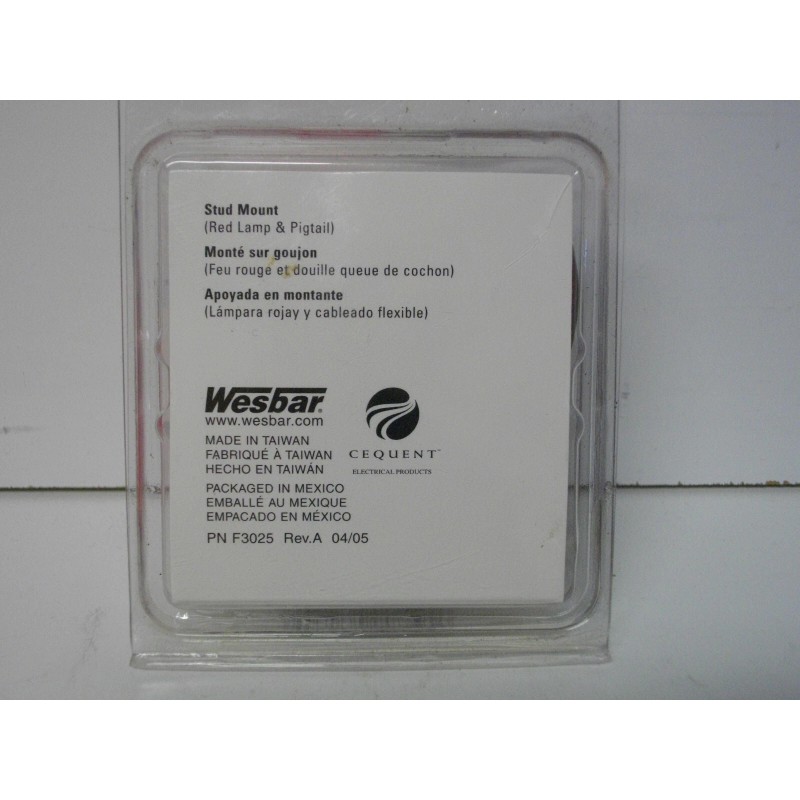 Stud Mount
(Red Lamp & Pigtail)
Monté sur goujon
(Feu rouge et douille queue de cochon)
Apoyada en montante
(Lámpara rojay y cableado flexible)
Wesbar®
www.wesbar.com
MADE IN TAIWAN
FABRIQUÉ À TAIWAN
HECHO EN TAIWÁN
CEQUENT™
ELECTRICAL PRODUCTS
PACKAGED IN MEXICO
EMBALLÉ AU MEXIQUE
EMPACADO EN MÉXICO
PN F3025 Rev.A 04/05